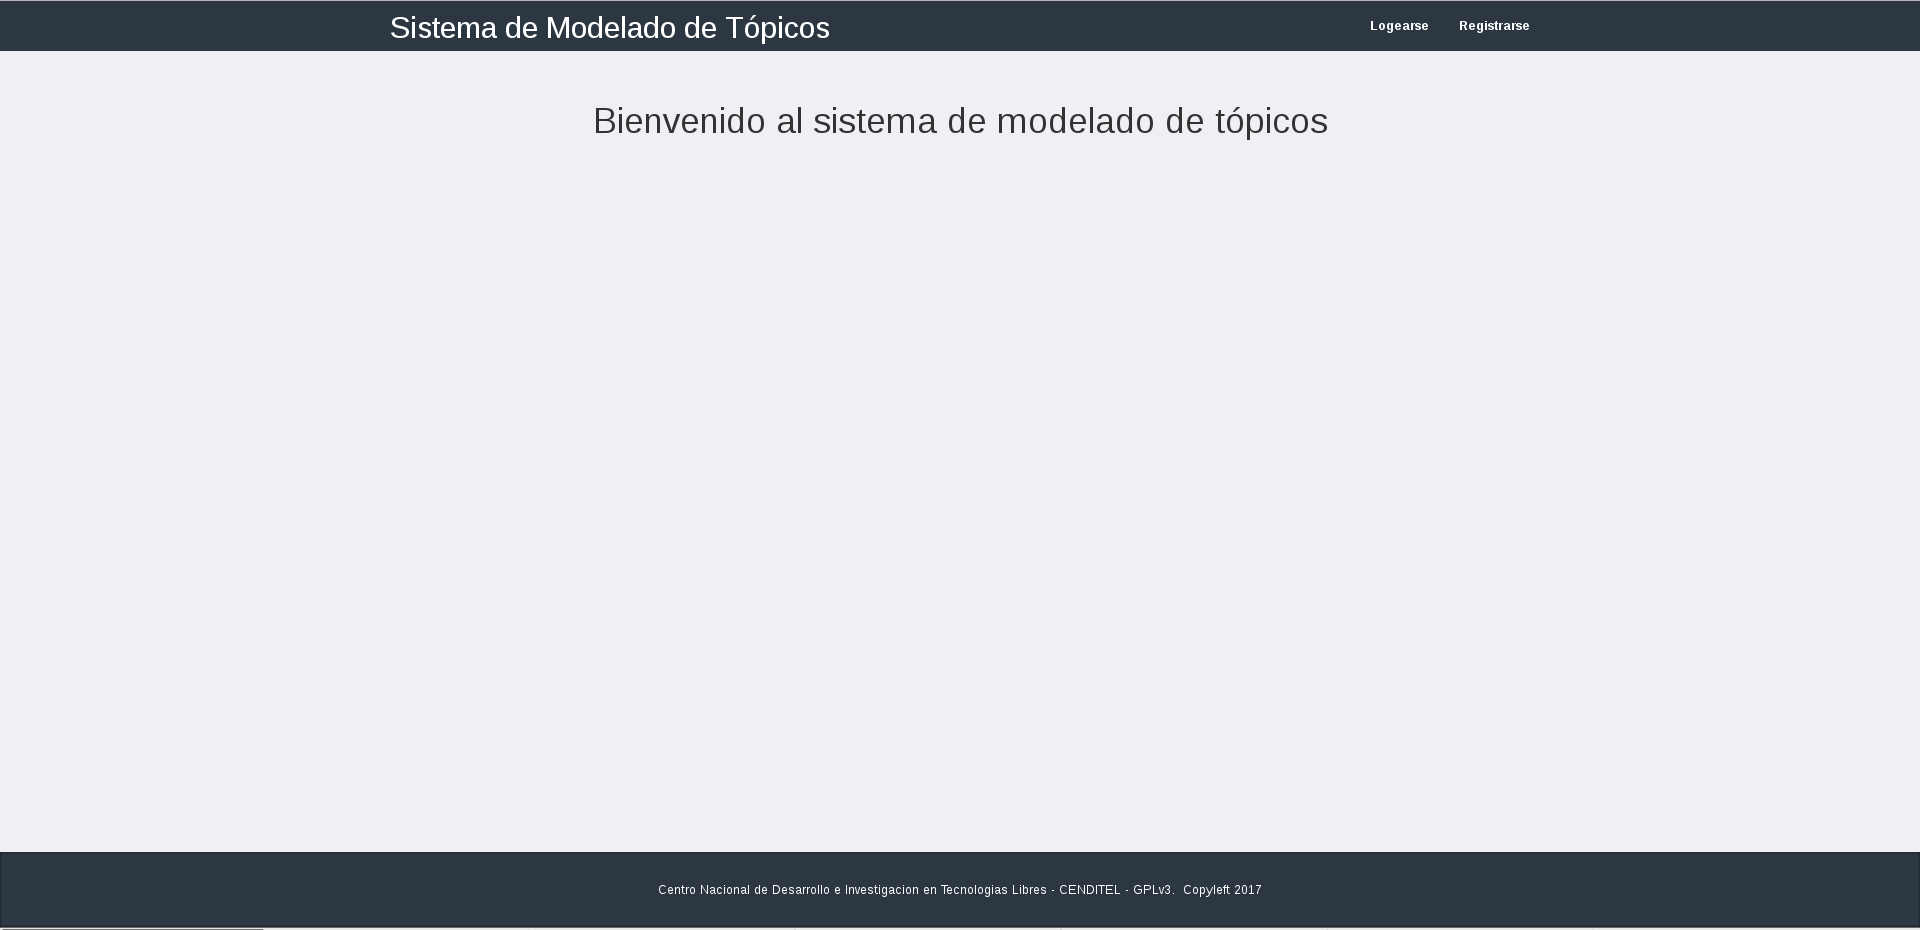 Sistema de Modelado de Tópicos
Logearse Registrarse
Bienvenido al sistema de modelado de tópicos
Centro Nacional de Desarrollo e Investigacion en Tecnologias Libres - CENDITEL - GPLv3. Copyleft 2017